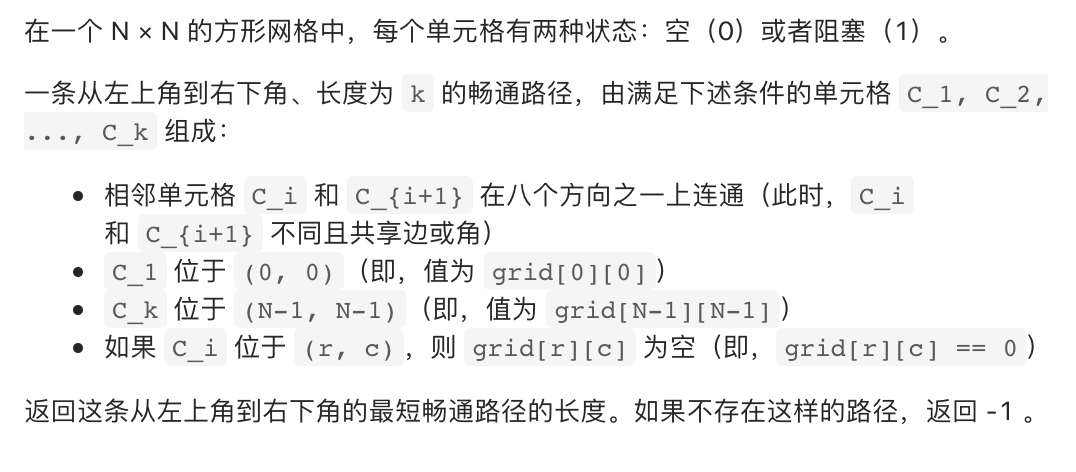 在一个 N × N 的方形网格中，每个单元格有两种状态：空（0）或者阻塞（1）。
一条从左上角到右下角、长度为 k 的畅通路径，由满足下述条件的单元格 C_1, C_2,
..., C_k 组成：
• 相邻单元格 C_i 和 C_{i+1} 在八个方向之一上连通（此时，C_i
和 C_{i+1} 不同且共享边或角）
• C_1 位于 (0, 0)（即，值为 grid[0][0]）
• C_k 位于 (N-1, N-1)（即，值为 grid[N-1][N-1]）
• 如果 C_i 位于 (r, c)，则 grid[r][c] 为空（即，grid[r][c] == 0）
返回这条从左上角到右下角的最短畅通路径的长度。如果不存在这样的路径，返回 -1 。